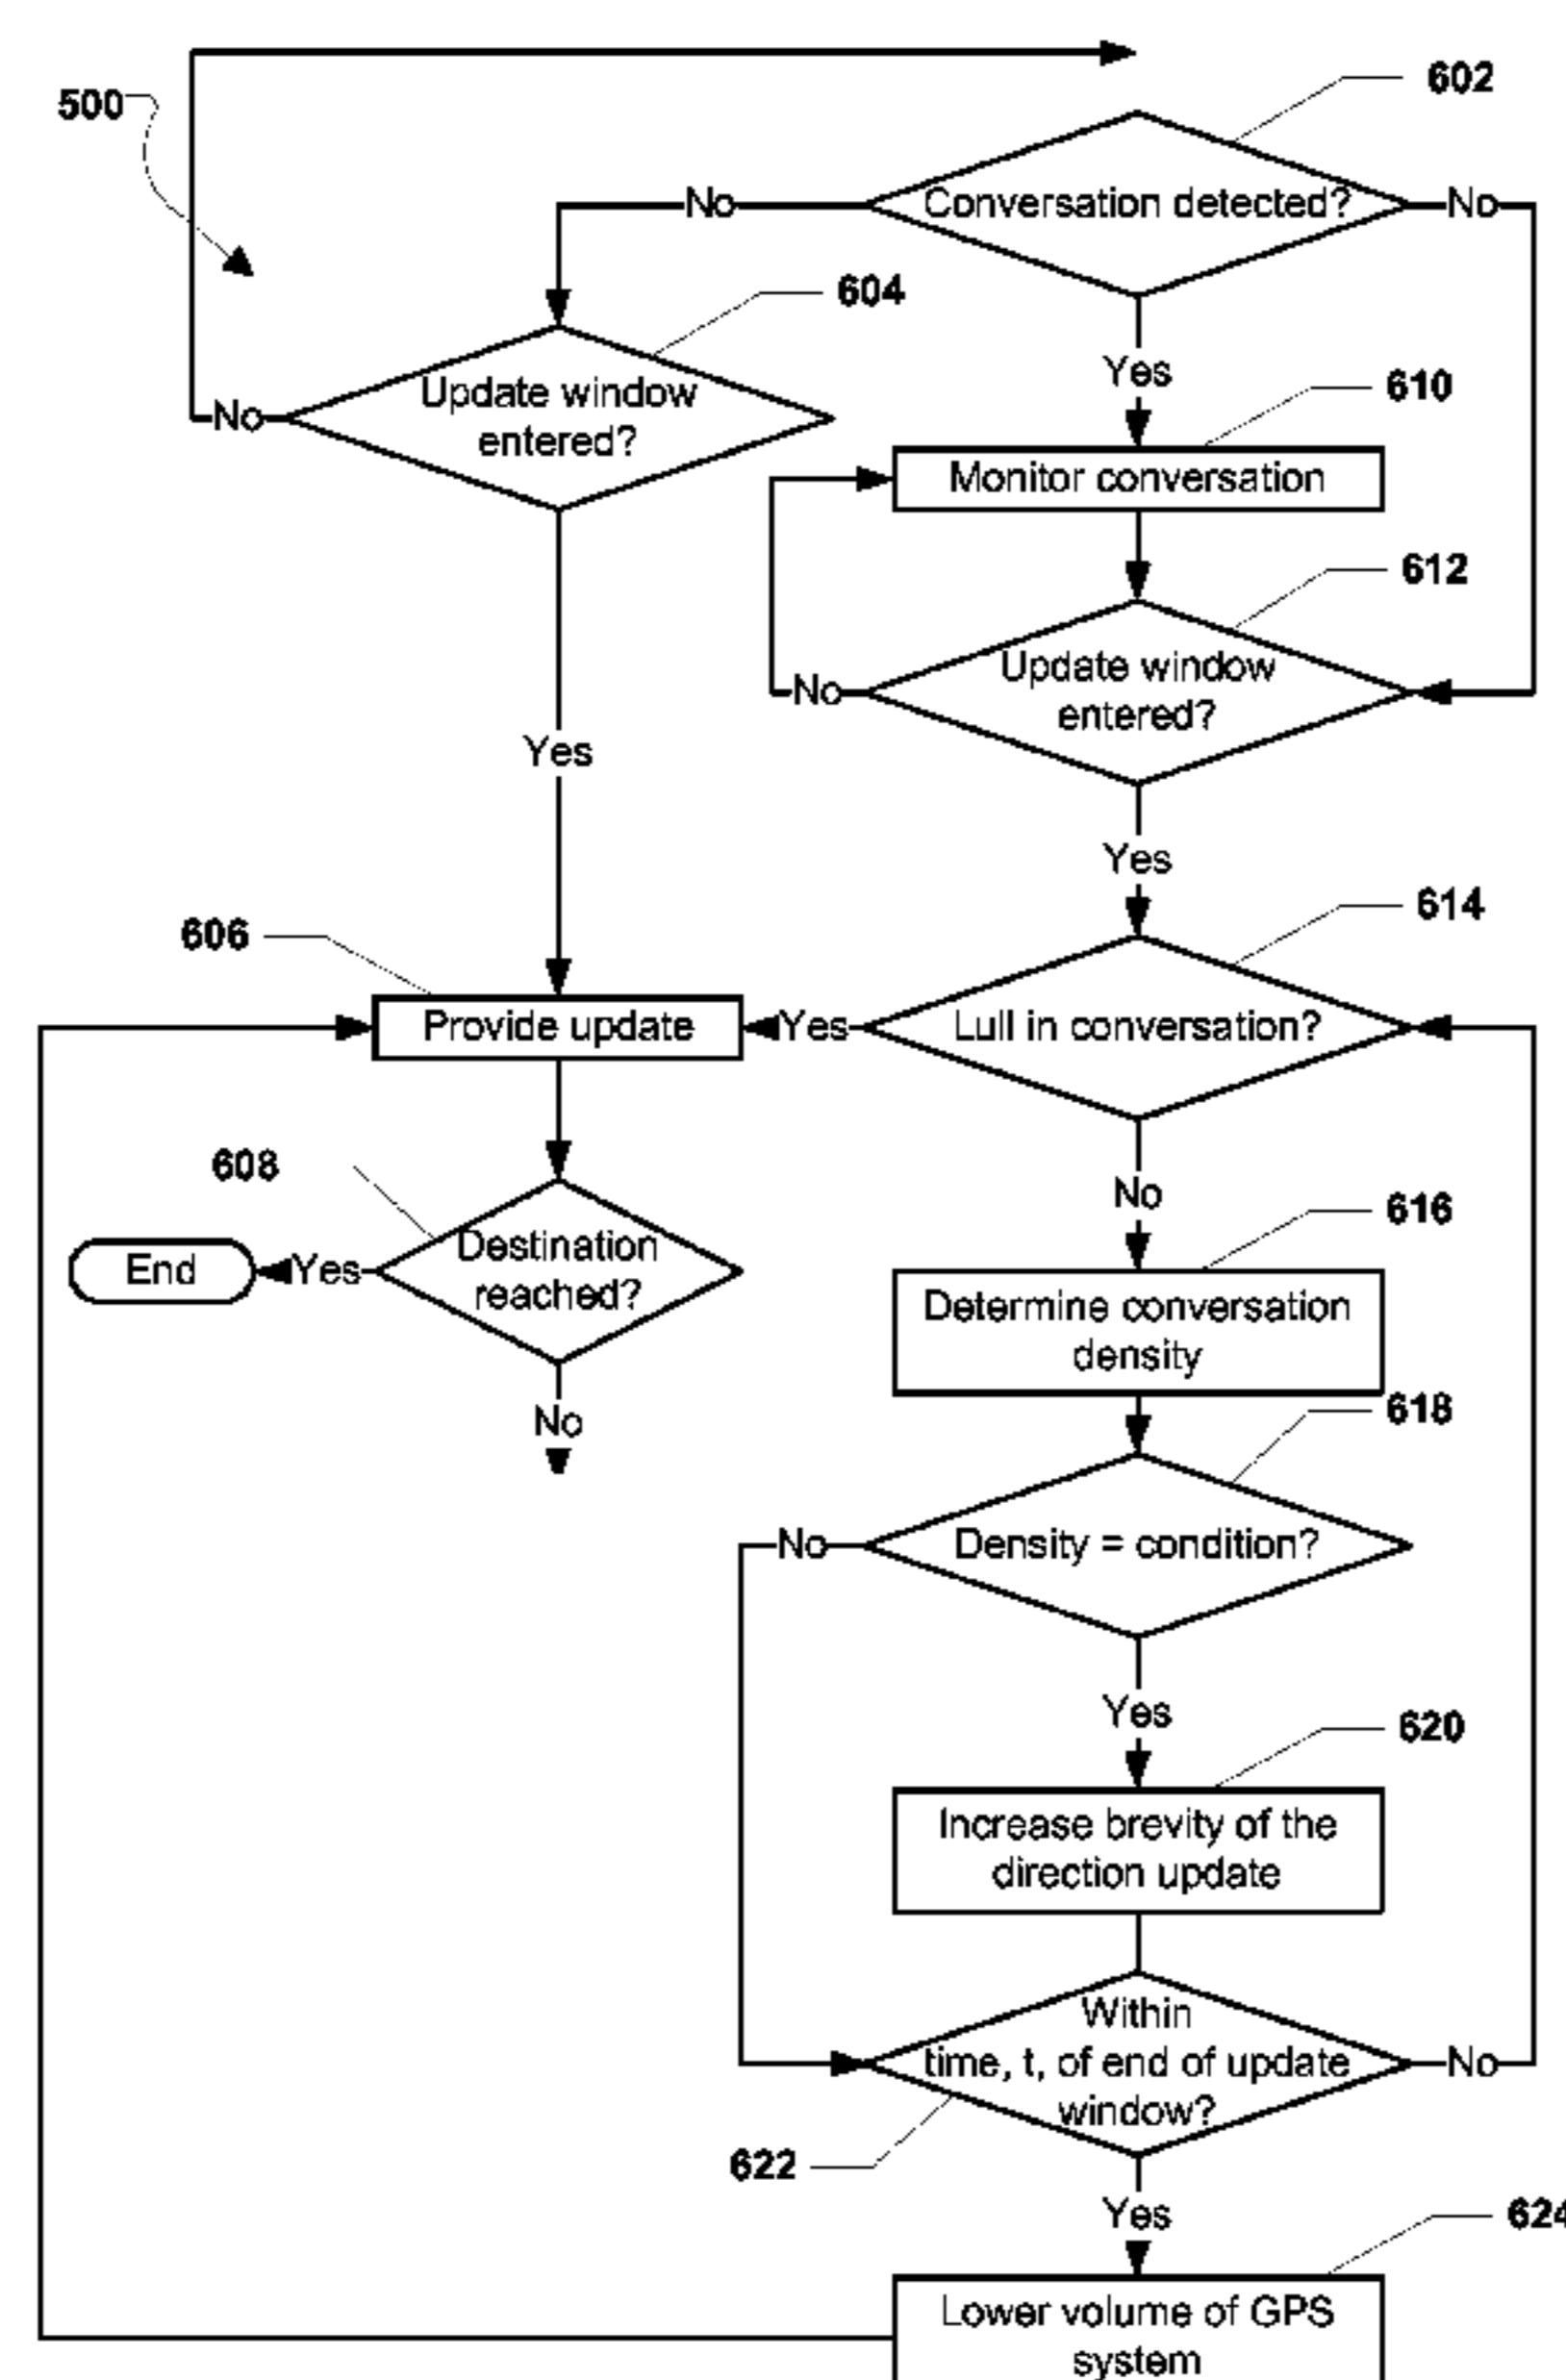 500
602
No
Conversation detected?
No
604
Yes
Update window
entered?
No
610
Monitor conversation
612
Update window
entered?
No
Yes
Yes
614
606
Provide update
Yes
Lull in conversation?
608
No
616
End
Yes
Destination
reached?
Determine conversation
density
No
618
No
Density = condition?
Yes
620
Increase brevity of the
direction update
Within
time, t, of end of update
window?
No
622
Yes
624
Lower volume of GPS
system